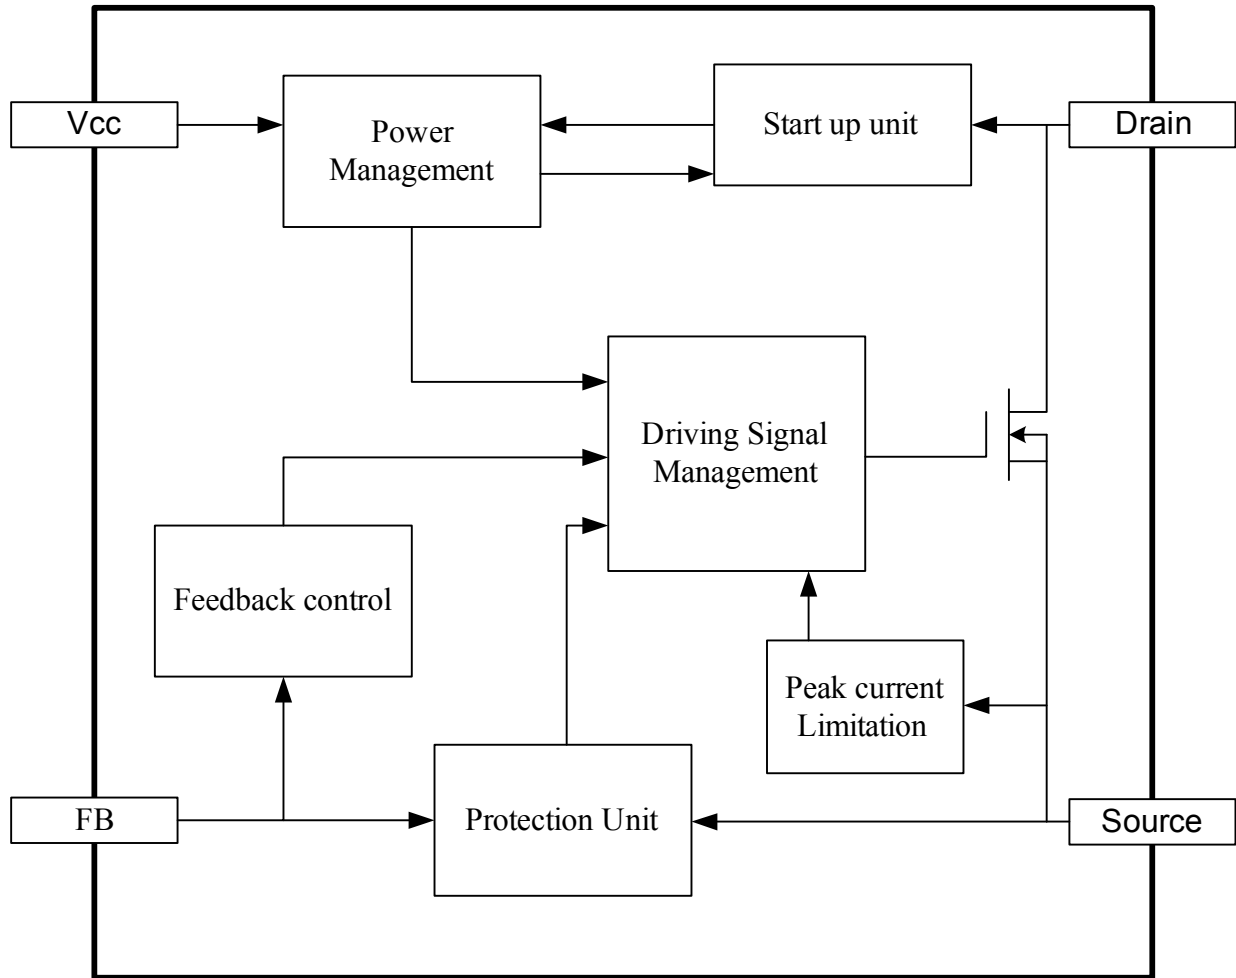 Vcc
Power
Management
Start up unit
Drain
Driving Signal
Management
Feedback control
Peak current
Limitation
FB
Protection Unit
Source